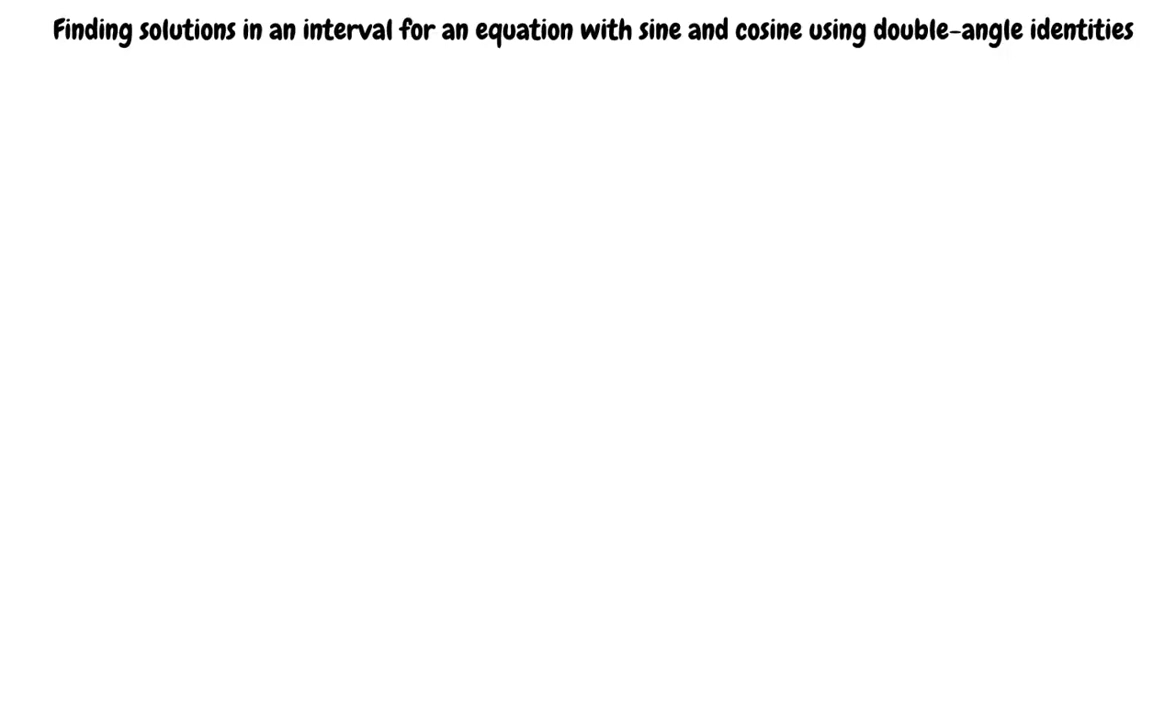 Finding solutions in an interval for an equation with sine and cosine using double-angle identities